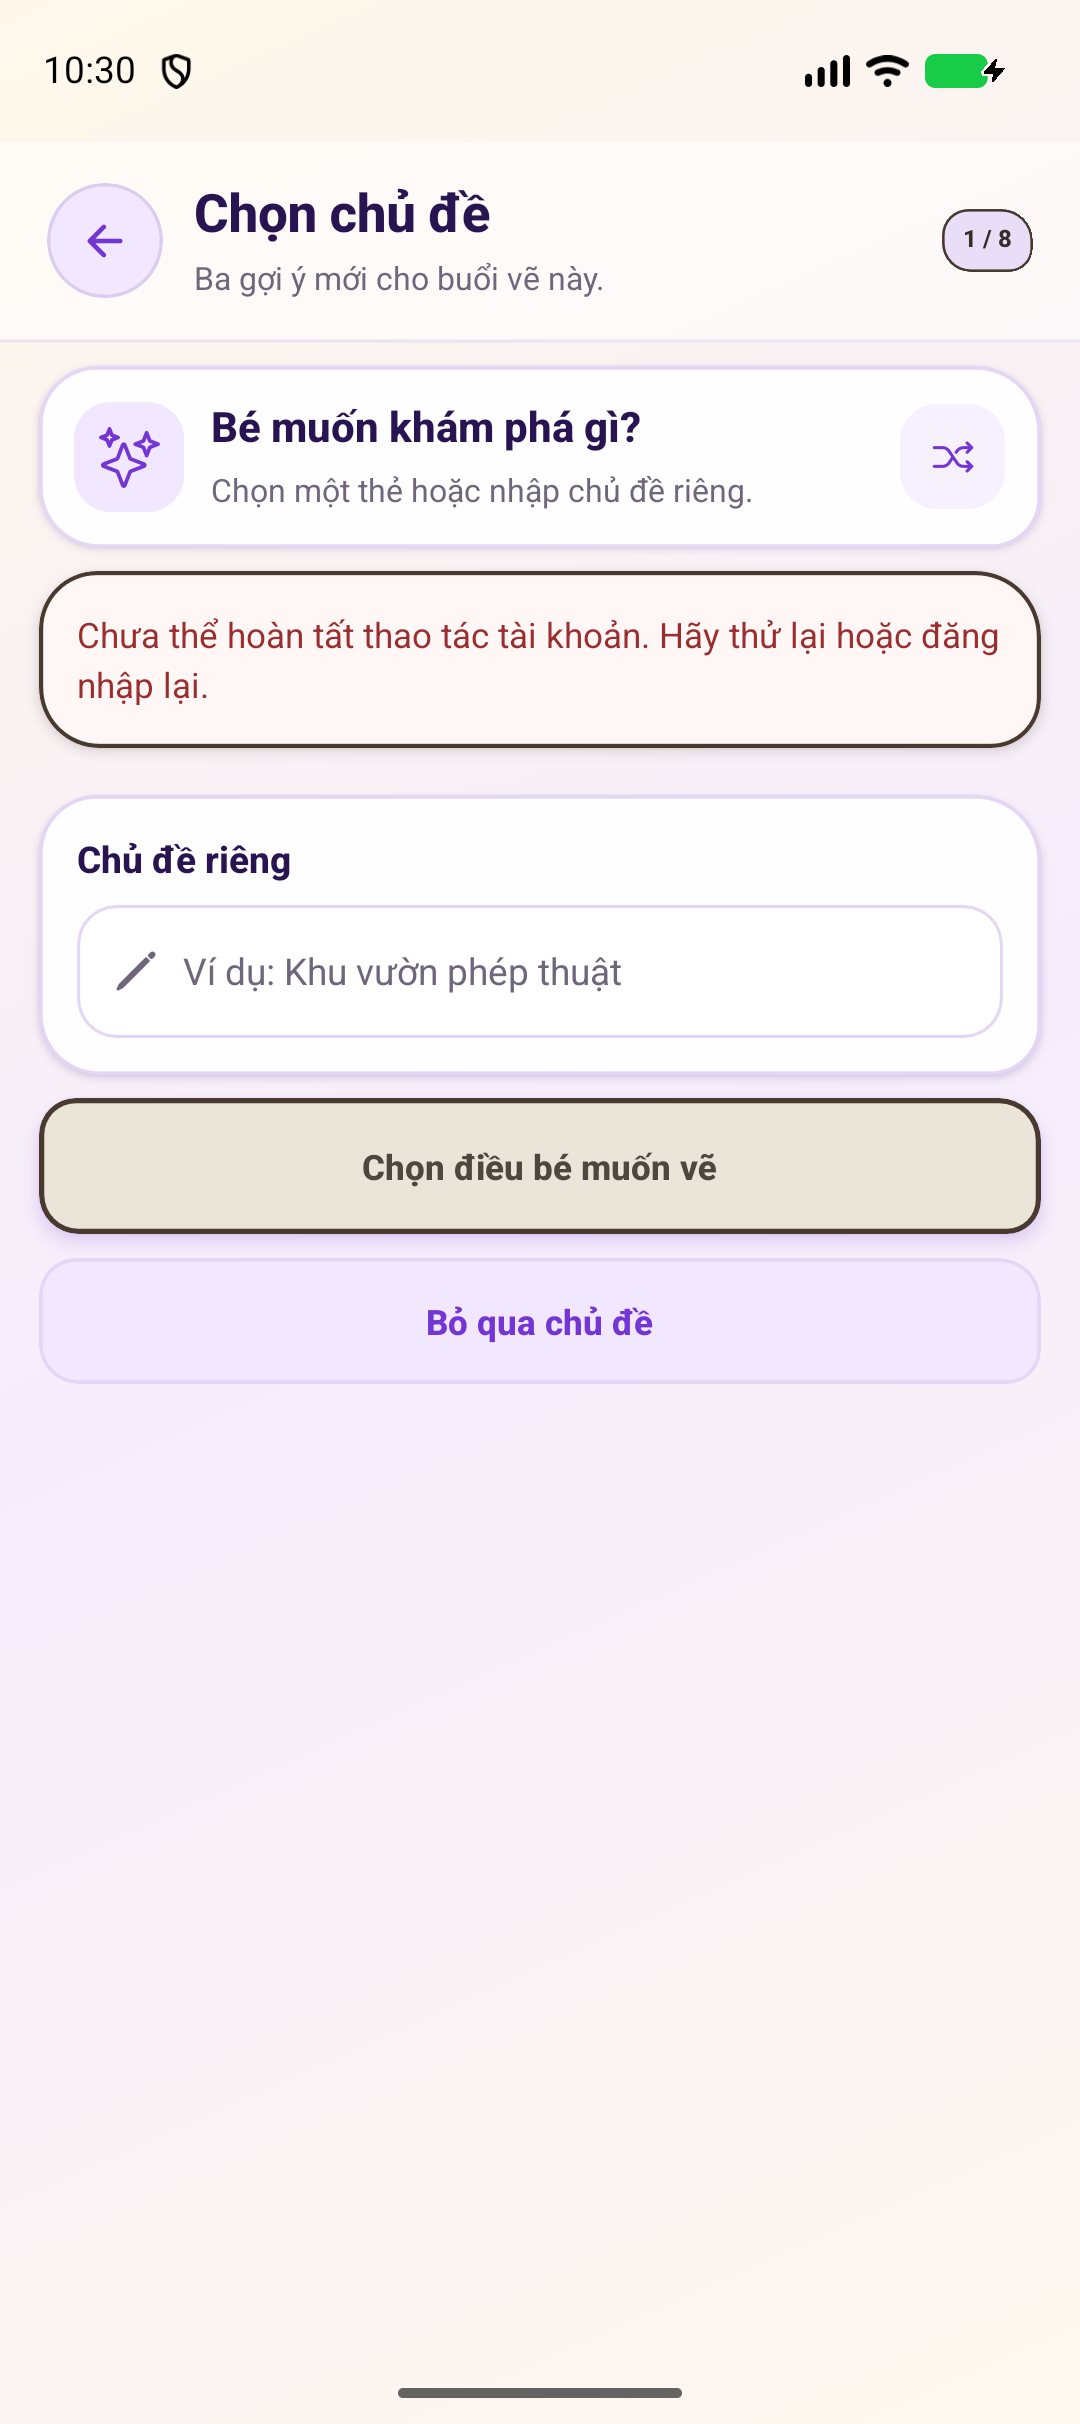 10:30
Chọn chủ đề
Ba gợi ý mới cho buổi vẽ này.
1 / 8
Bé muốn khám phá gì?
Chọn một thẻ hoặc nhập chủ đề riêng.
Chưa thể hoàn tất thao tác tài khoản. Hãy thử lại hoặc đăng
nhập lại.
Chủ đề riêng
Ví dụ: Khu vườn phép thuật
Chọn điều bé muốn vẽ
Bỏ qua chủ đề